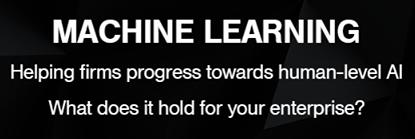 MACHINE LEARNING
Helping firms progress towards human-level AI
What does it hold for your enterprise?